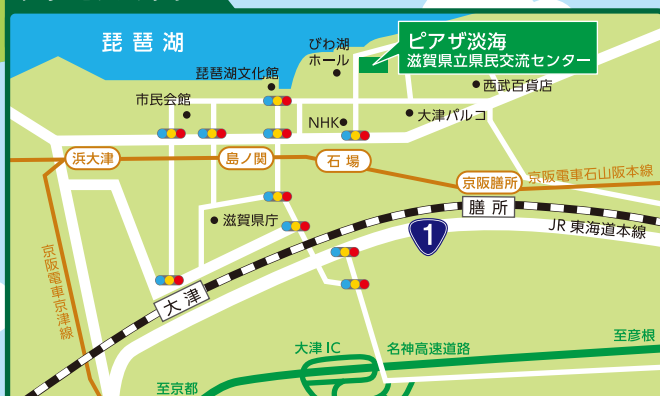 琵琶湖
びわ湖
ホール
ピアザ淡海
滋賀県立県民交流センター
琵琶湖文化館
西武百貨店
市民会館
NHK
大津パルコ
浜大津
島ノ関
石場
京阪膳所
京阪電車石山阪本線
膳所
滋賀県庁
1
JR東海道本線
京阪電車京津線
大津
大津IC
名神高速道路
至彦根
至京都